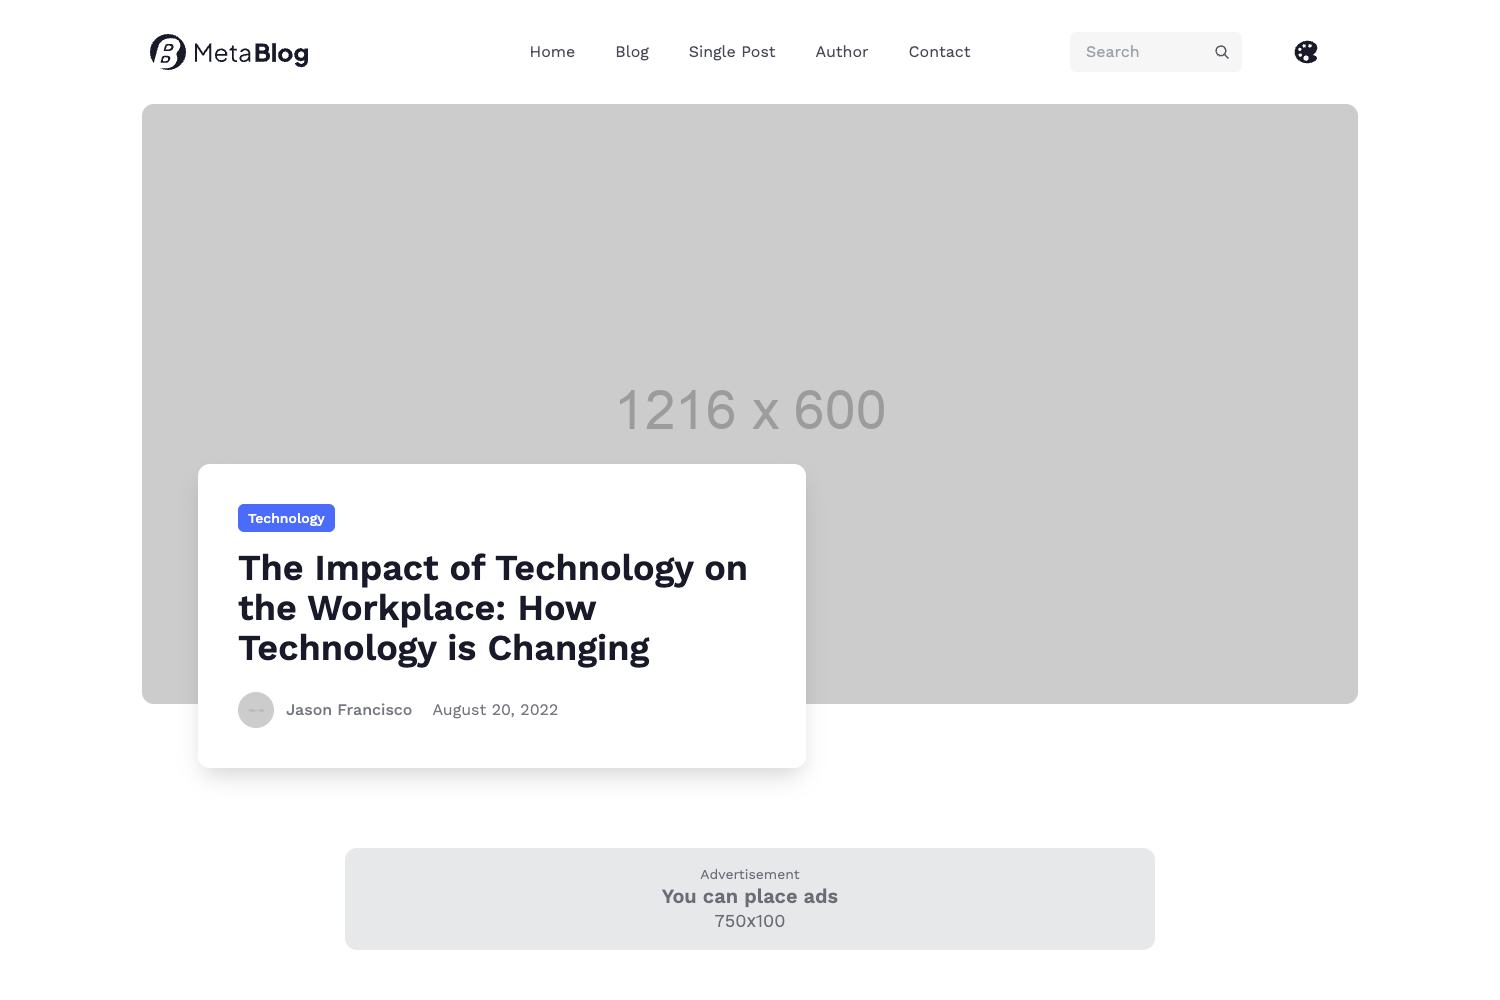 MetaBlog
Home
Blog
Single Post
Author
Contact
Search
1216 x 600
Technology
The Impact of Technology on
the Workplace: How
Technology is Changing
Jason Francisco
August 20, 2022
Advertisement
You can place ads
750x100